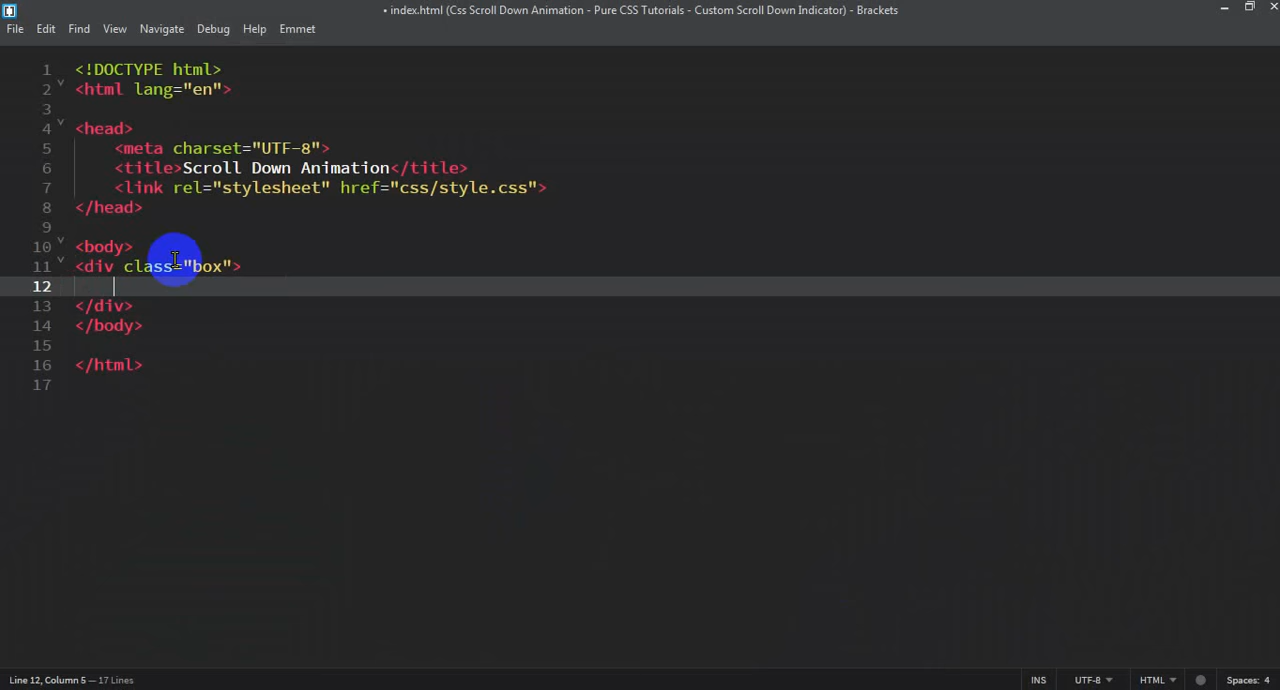 • index.html (Css Scroll Down Animation - Pure CSS Tutorials - Custom Scroll Down Indicator) - Brackets
File Edit Find View Navigate Debug Help Emmet
1 <!DOCTYPE html>
2 <html lang="en">
3
4 <head>
5 <meta charset="UTF-8">
6 <title>Scroll Down Animation</title>
7 <link rel="stylesheet" href="css/style.css">
8 </head>
9
10 <body>
11 <div class="box">
12
13 </div>
14 </body>
15
16 </html>
17
Line 12, Column 5 — 17 Lines INS UTF-8 HTML Spaces: 4